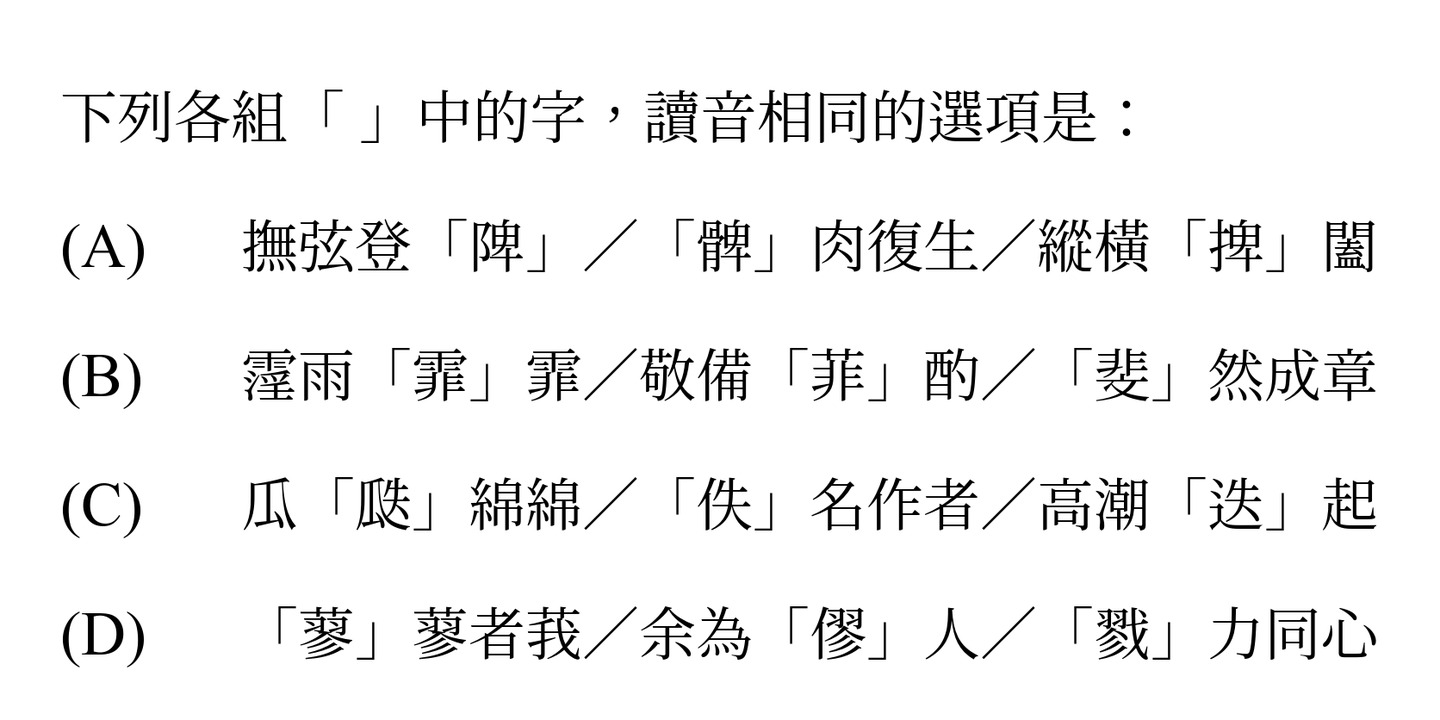 下列各組「 」中的字，讀音相同的選項是：
(A) 撫弦登「陴」／「髀」肉復生／縱橫「捭」闔
(B) 霪雨「霏」霏／敬備「菲」酌／「斐」然成章
(C) 瓜「瓞」綿綿／「佚」名作者／高潮「迭」起
(D) 「蓼」蓼者莪／余為「僇」人／「戮」力同心